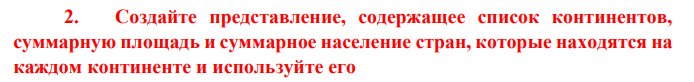 2. Создайте представление, содержащее список континентов,
суммарную площадь и суммарное население стран, которые находятся на
каждом континенте и используйте его